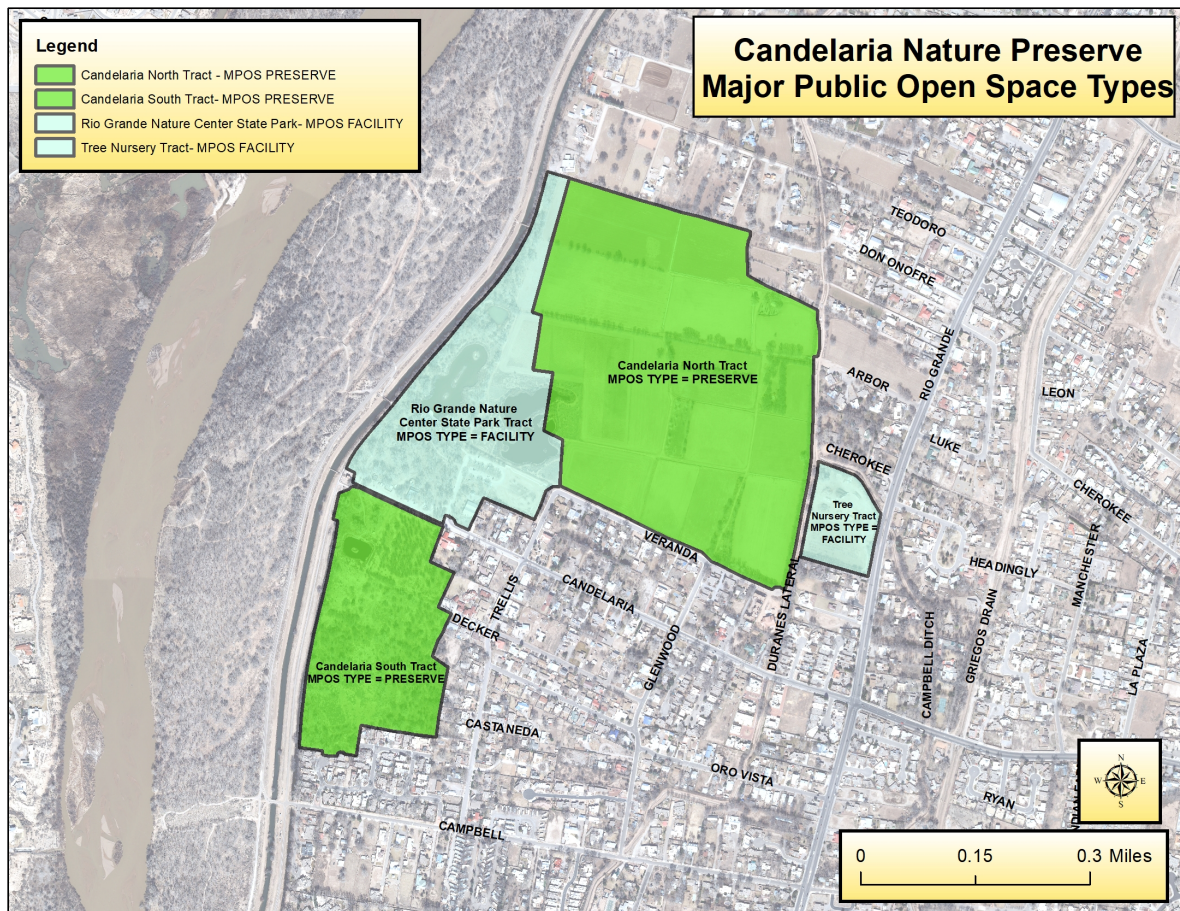 Candelaria Nature Preserve
Major Public Open Space Types
Legend
Candelaria North Tract - MPOS PRESERVE
Candelaria South Tract- MPOS PRESERVE
Rio Grande Nature Center State Park- MPOS FACILITY
Tree Nursery Tract- MPOS FACILITY
TEODORO
DON ONOFRE
RIO GRANDE
Candelaria North Tract
MPOS TYPE = PRESERVE
ARBOR
LEON
Rio Grande Nature
Center State Park Tract
MPOS TYPE = FACILITY
LUKE
CHEROKEE
CHEROKEE
Tree
Nursery Tract
MPOS TYPE =
FACILITY
VERANDA
HEADINGLY
MANCHESTER
CANDELARIA
TRELLIS
DECKER
GLENWOOD
DURANES LATERAL
CAMPBELL DITCH
GRIEGOS DRAIN
LA PLAZA
Candelaria South Tract
MPOS TYPE = PRESERVE
CASTANEDA
ORO VISTA
RYAN
CAMPBELL
N
W E
S
0 0.15 0.3 Miles